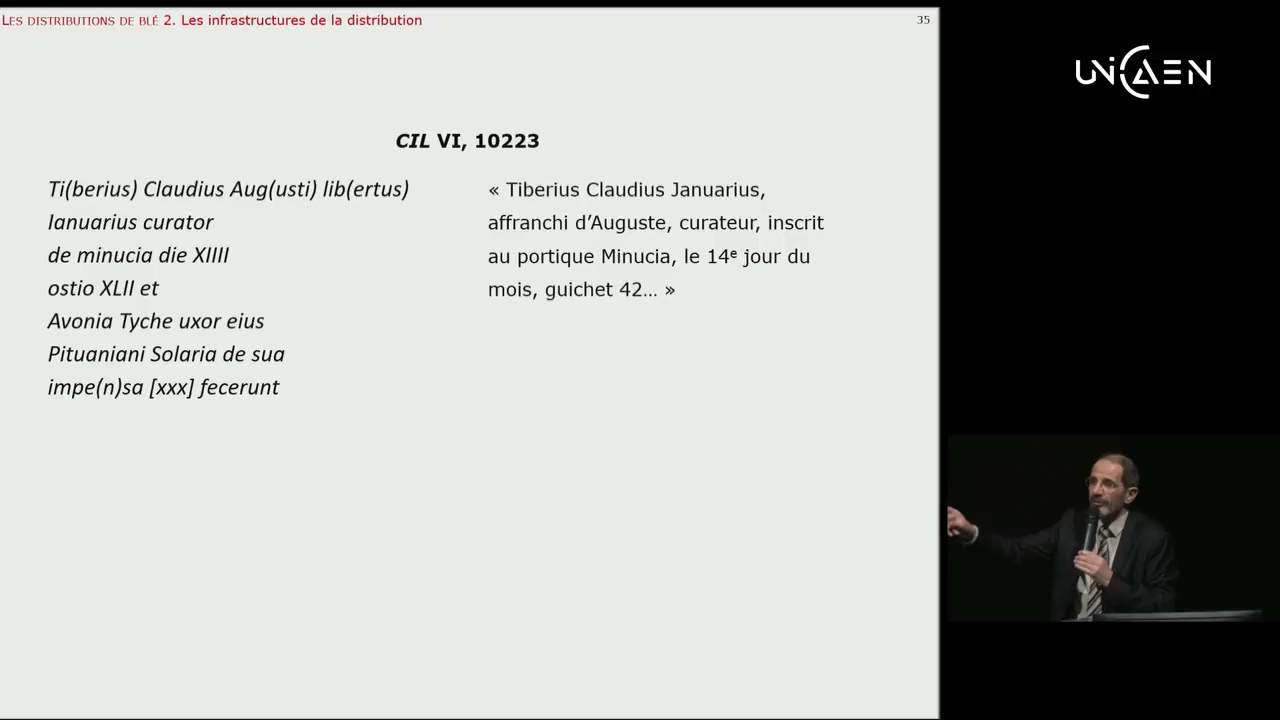 LES DISTRIBUTIONS DE BLÉ 2. Les infrastructures de la distribution
35
UNICAEN
CIL VI, 10223
Ti(berius) Claudius Aug(usti) lib(ertus)
Ianuarius curator
de minucia die XIIII
ostio XLII et
Avonia Tyche uxor eius
Pituaniani Solaria de sua
impe(n)sa [xxx] fecerunt
« Tiberius Claudius Januarius,
affranchi d’Auguste, curateur, inscrit
au portique Minucia, le 14e jour du
mois, guichet 42… »